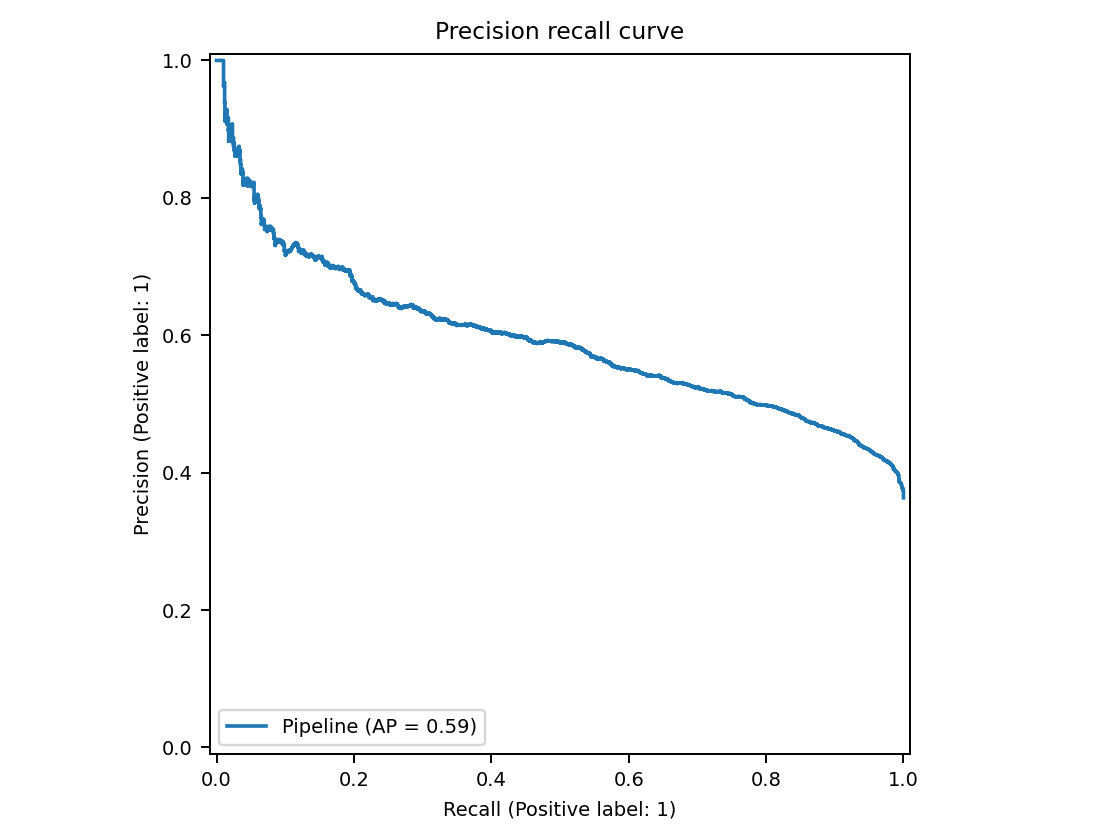 Precision recall curve
1.0
0.8
0.6
0.4
0.2
0.0
Precision (Positive label: 1)
Pipeline (AP = 0.59)
0.0 0.2 0.4 0.6 0.8 1.0
Recall (Positive label: 1)